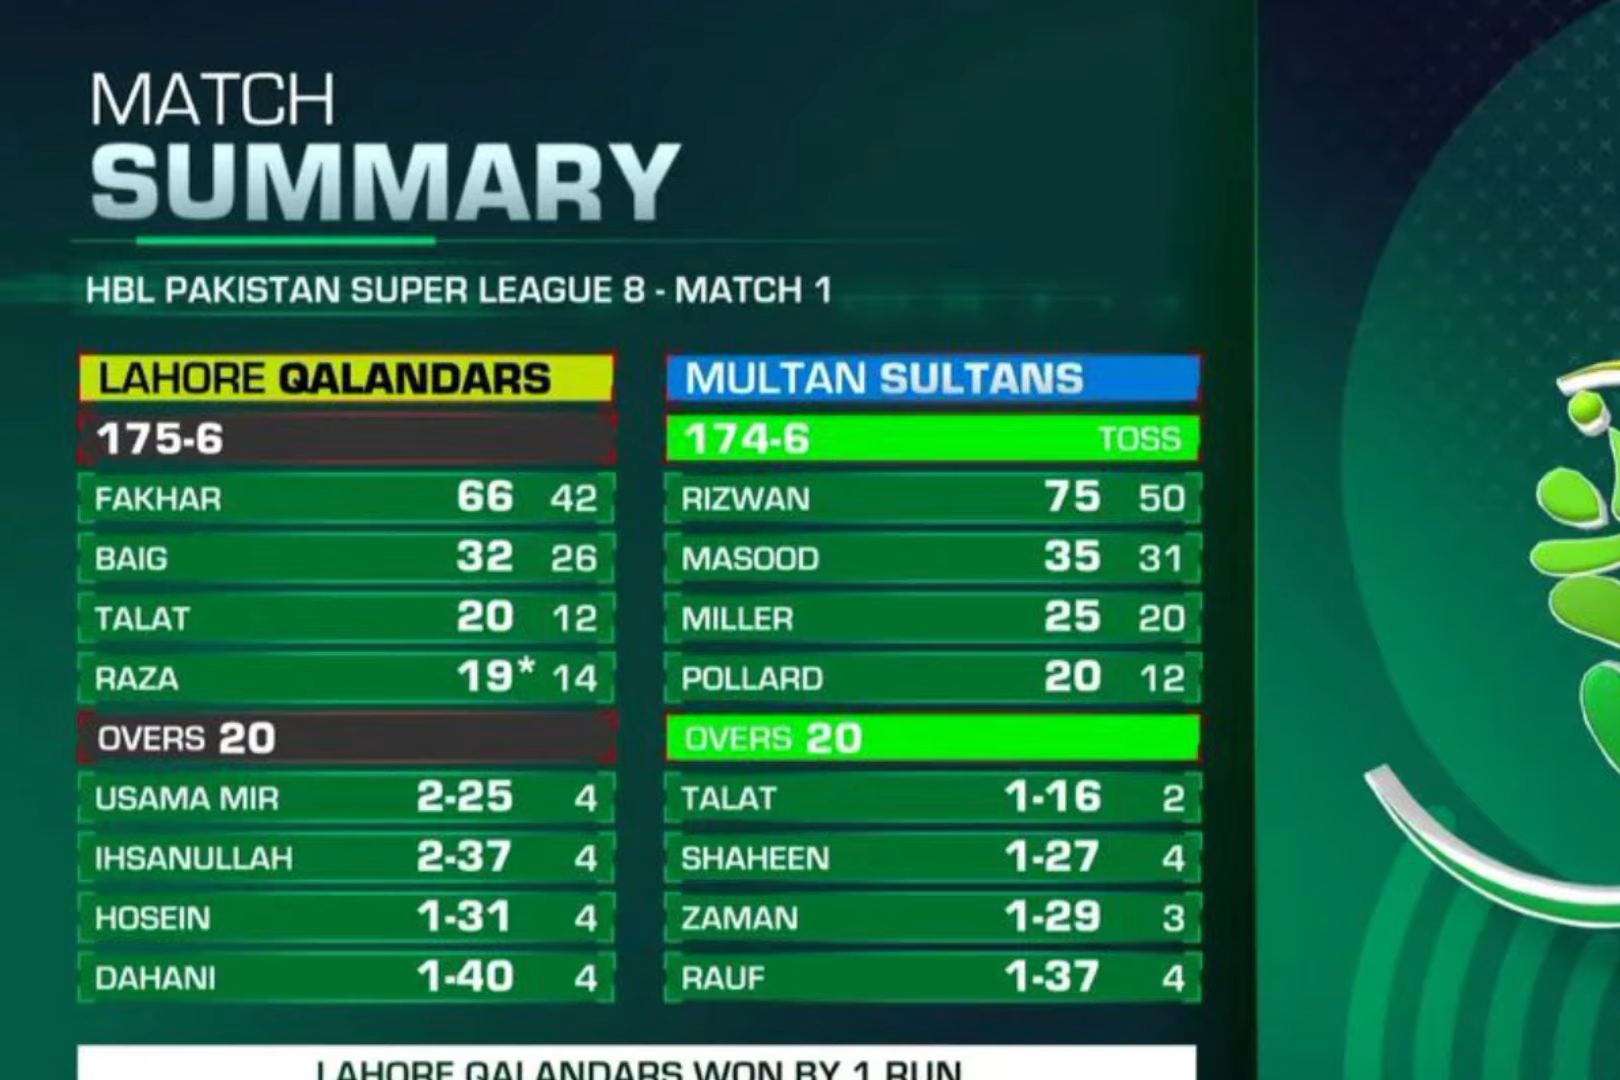 MATCH
SUMMARY
HBL PAKISTAN SUPER LEAGUE 8 - MATCH 1
LAHORE QALANDARS
175-6
FAKHAR 66 42
BAIG 32 26
TALAT 20 12
RAZA 19* 14
OVERS 20
USAMA MIR 2-25 4
IHSANULLAH 2-37 4
HOSEIN 1-31 4
DAHANI 1-40 4
MULTAN SULTANS
174-6 TOSS
RIZWAN 75 50
MASOOD 35 31
MILLER 25 20
POLLARD 20 12
OVERS 20
TALAT 1-16 2
SHAHEEN 1-27 4
ZAMAN 1-29 3
RAUF 1-37 4
LAHORE QALANDARS WON BY 1 RUN